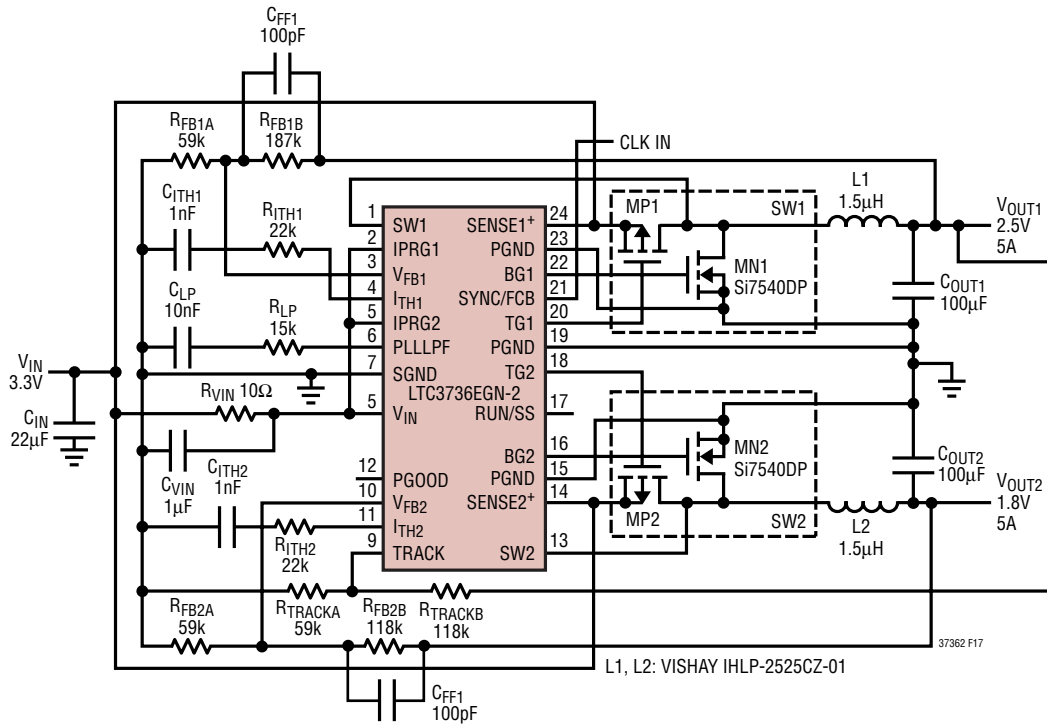 CFF1
100pF
RFB1A
59k
RFB1B
187k
CLK IN
CITH1
1nF
RITH1
22k
CLP
10nF
RLP
15k
VIN
3.3V
CIN
22µF
RVIN 10Ω
CVIN
1µF
CITH2
1nF
RITH2
22k
RTRACKA
59k
RFB2A
59k
RFB2B
118k
RTRACKB
118k
CFF1
100pF
1 SW1
2 IPRG1
3 VFB1
4 ITH1
5 IPRG2
6 PLLLPF
7 SGND
LTC3736EGN-2
5 VIN
12 PGOOD
10 VFB2
11 ITH2
9 TRACK
SENSE1+ 24
PGND 23
BG1 22
SYNC/FCB 21
TG1 20
PGND 19
TG2 18
RUN/SS 17
BG2 16
PGND 15
SENSE2+ 14
SW2 13
MP1
SW1
MN1
Si7540DP
L1
1.5µH
VOUT1
2.5V
5A
COUT1
100µF
MN2
Si7540DP
MP2
SW2
COUT2
100µF
VOUT2
1.8V
5A
L2
1.5µH
37362 F17
L1, L2: VISHAY IHLP-2525CZ-01